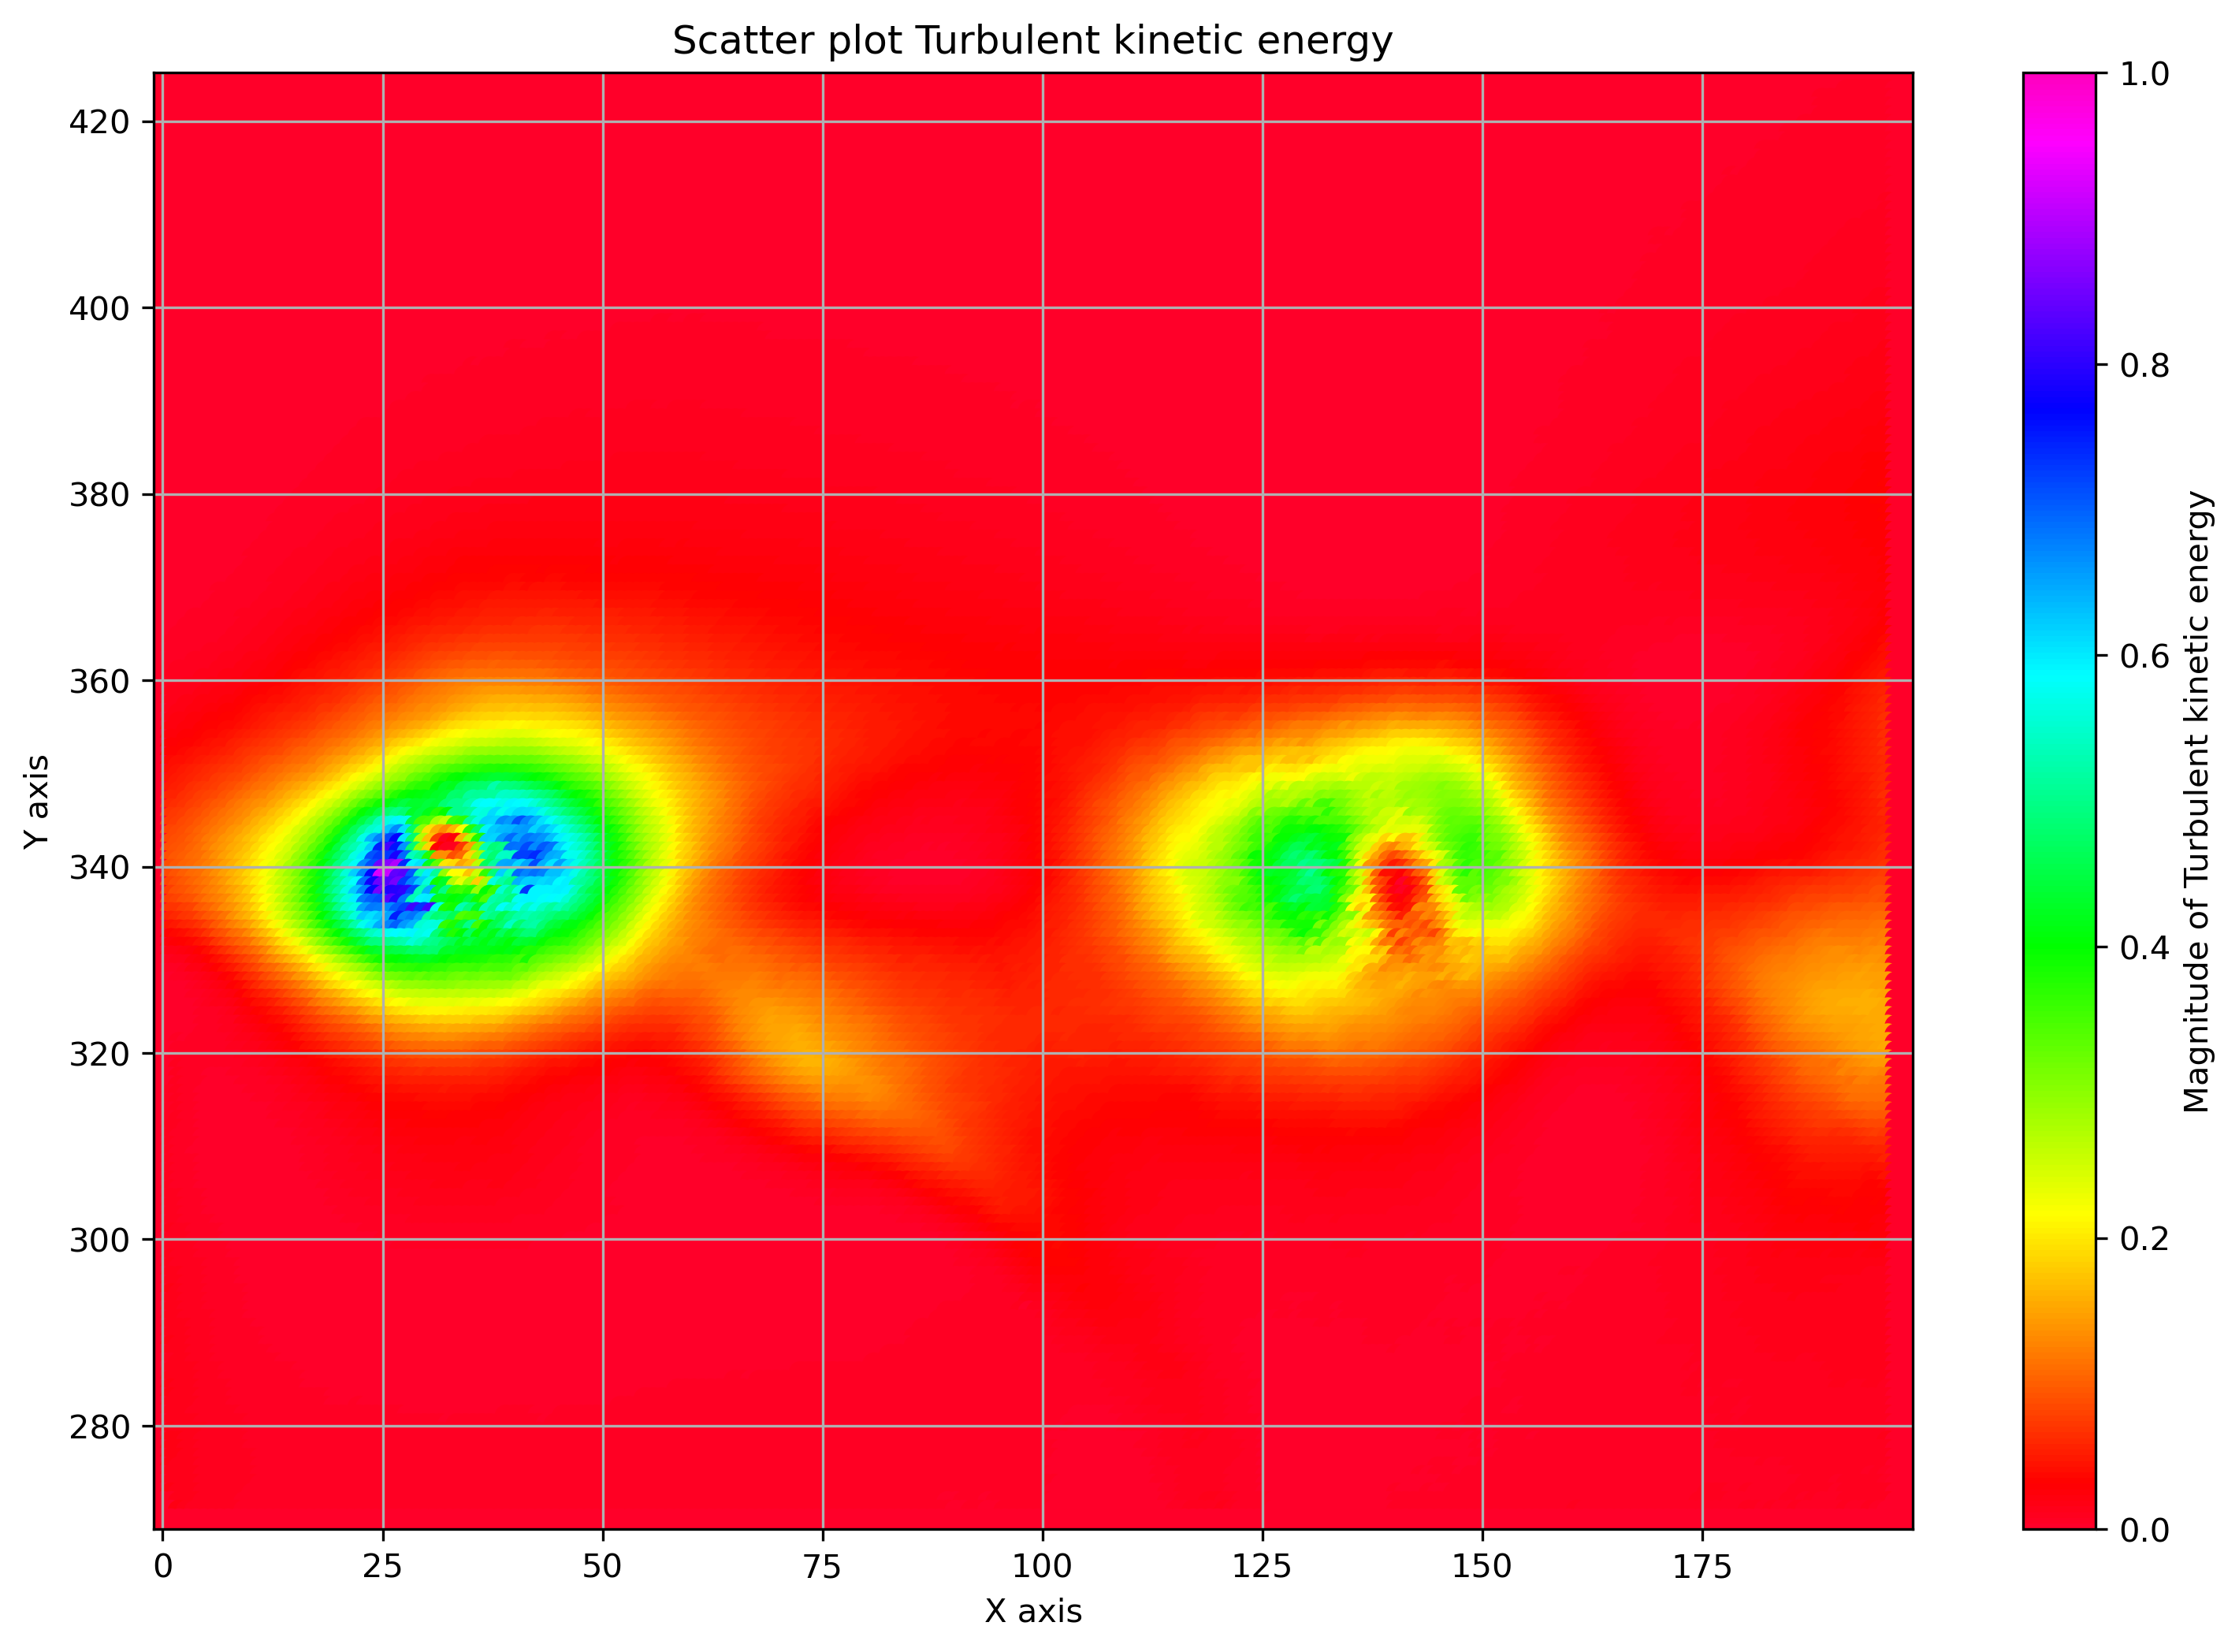 Scatter plot Turbulent kinetic energy
420
400
380
360
340
320
300
280
Y axis
0 25 50 75 100 125 150 175
X axis
1.0
0.8
0.6
0.4
0.2
0.0
Magnitude of Turbulent kinetic energy